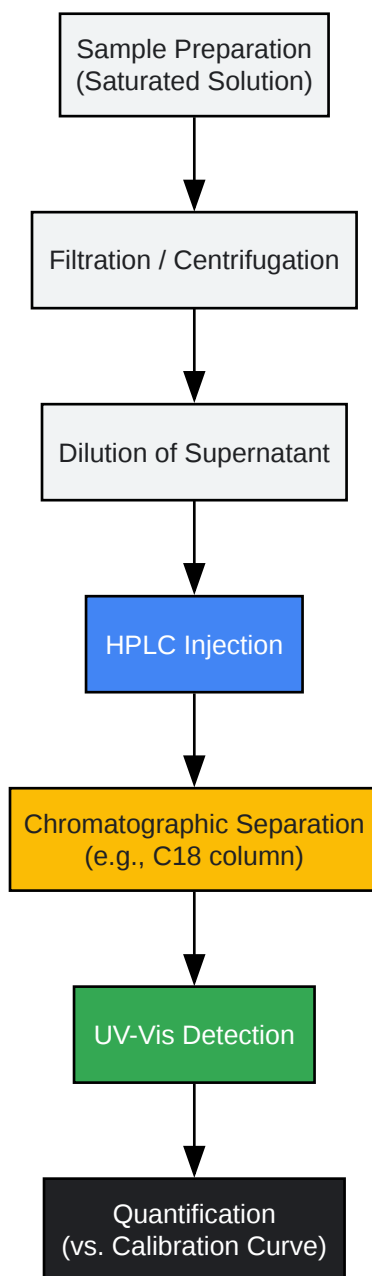 Sample Preparation
(Saturated Solution)
Filtration / Centrifugation
Dilution of Supernatant
HPLC Injection
Chromatographic Separation
(e.g., C18 column)
UV-Vis Detection
Quantification
(vs. Calibration Curve)